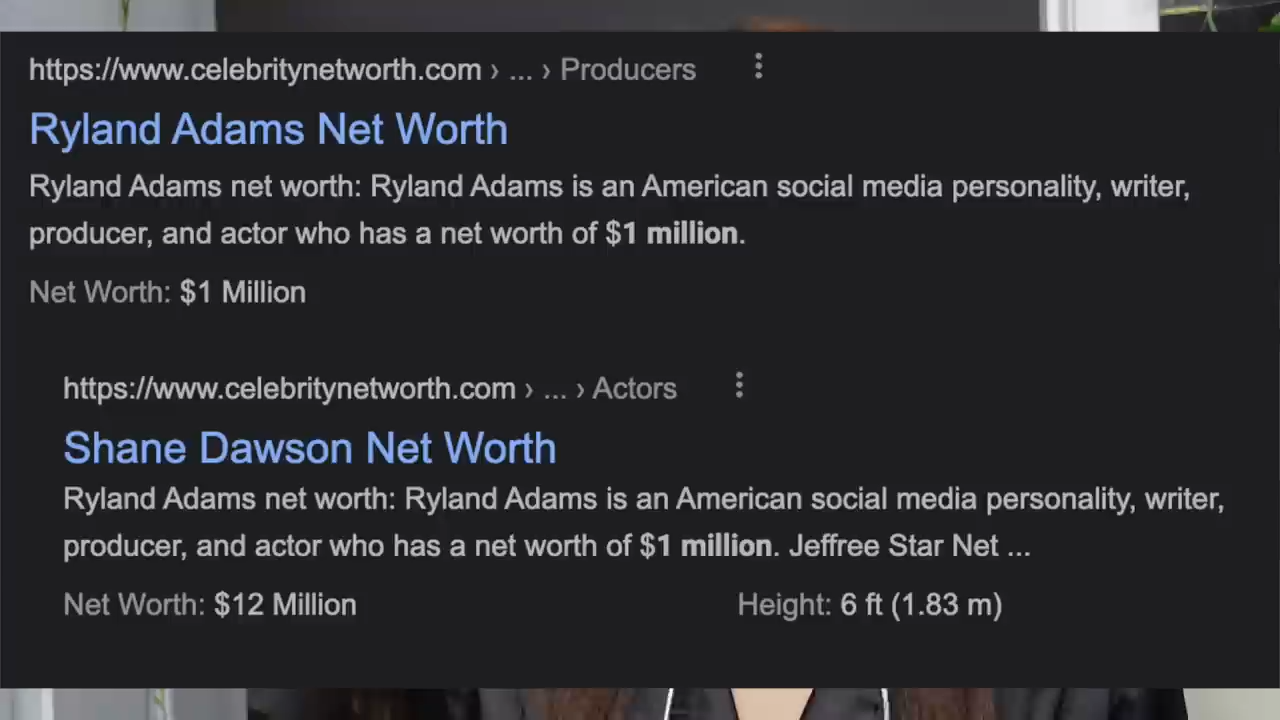 https://www.celebritynetworth.com › ... › Producers
Ryland Adams Net Worth
Ryland Adams net worth: Ryland Adams is an American social media personality, writer,
producer, and actor who has a net worth of $1 million.
Net Worth: $1 Million
https://www.celebritynetworth.com › ... › Actors
Shane Dawson Net Worth
Ryland Adams net worth: Ryland Adams is an American social media personality, writer,
producer, and actor who has a net worth of $1 million. Jeffree Star Net ...
Net Worth: $12 Million Height: 6 ft (1.83 m)